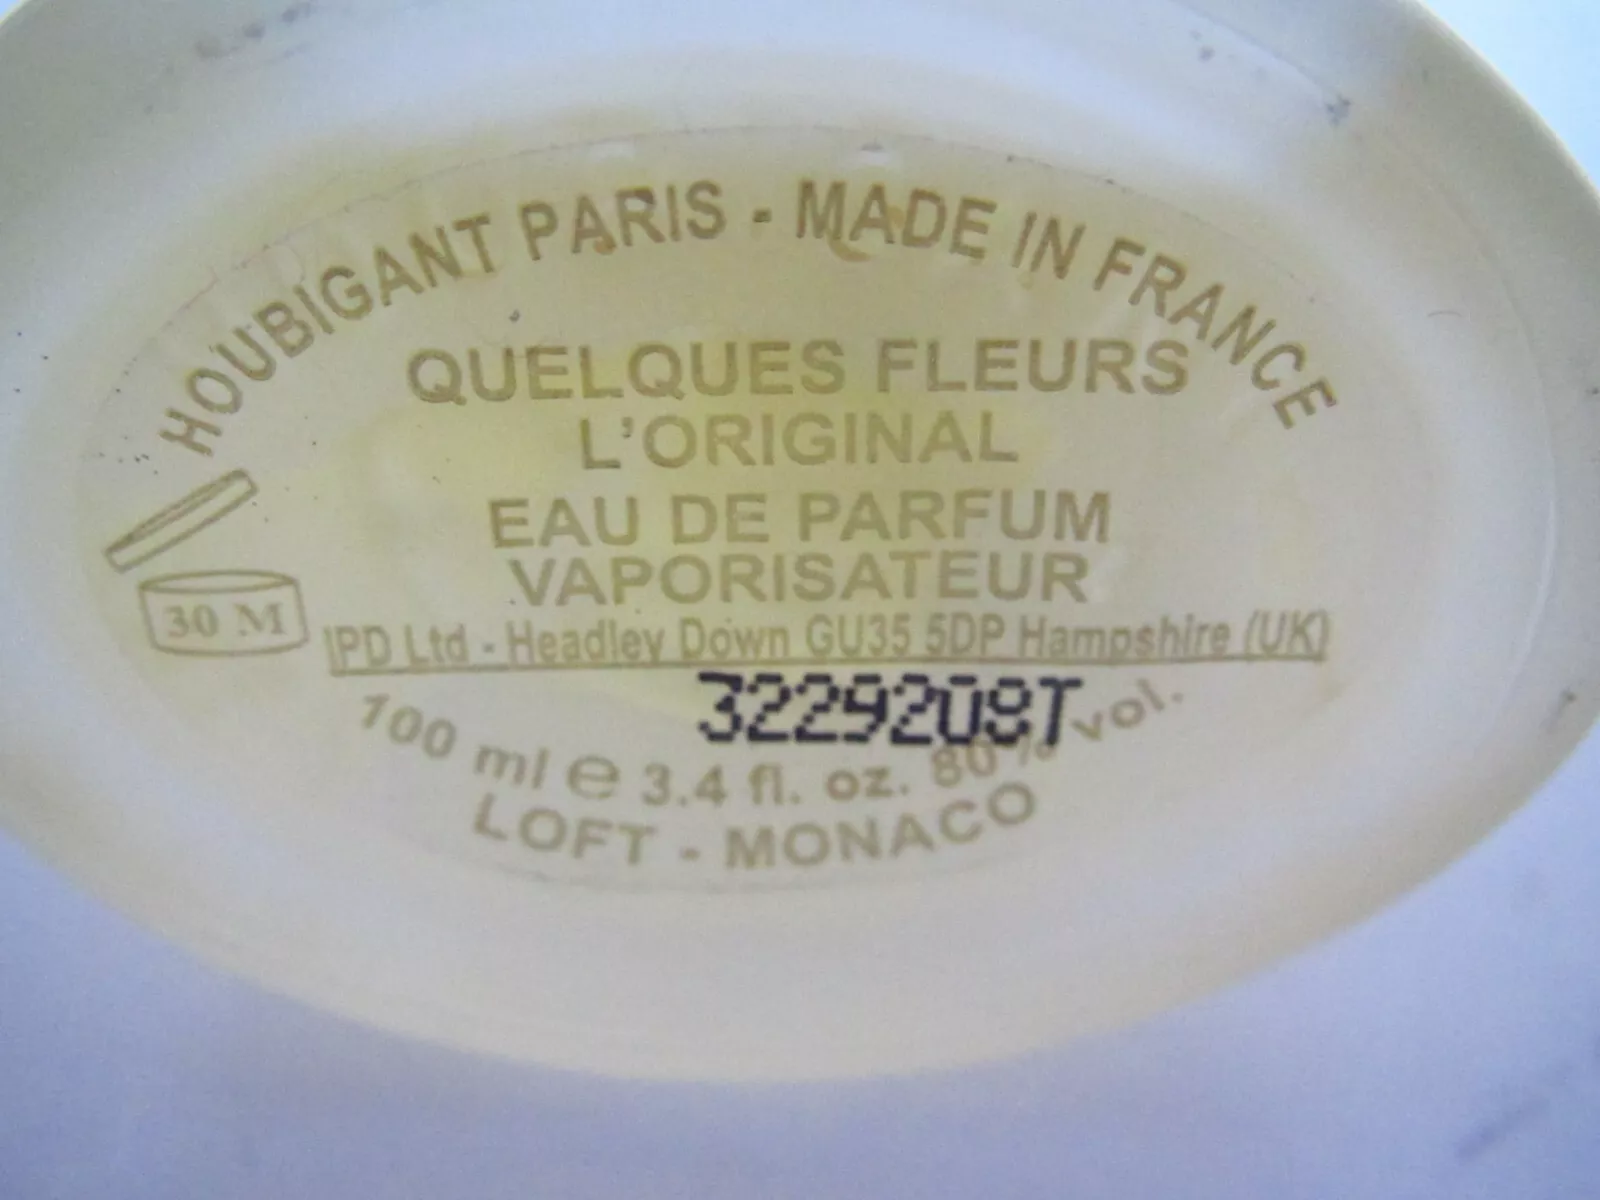 HOUBIGANT PARIS - MADE IN FRANCE
QUELQUES FLEURS
L'ORIGINAL
EAU DE PARFUM
VAPORISATEUR
30 M
IPD Ltd - Headley Down GU35 5DP Hampshire (UK)
3229208T
100 ml e 3.4 fl. oz. 80% vol.
LOFT - MONACO